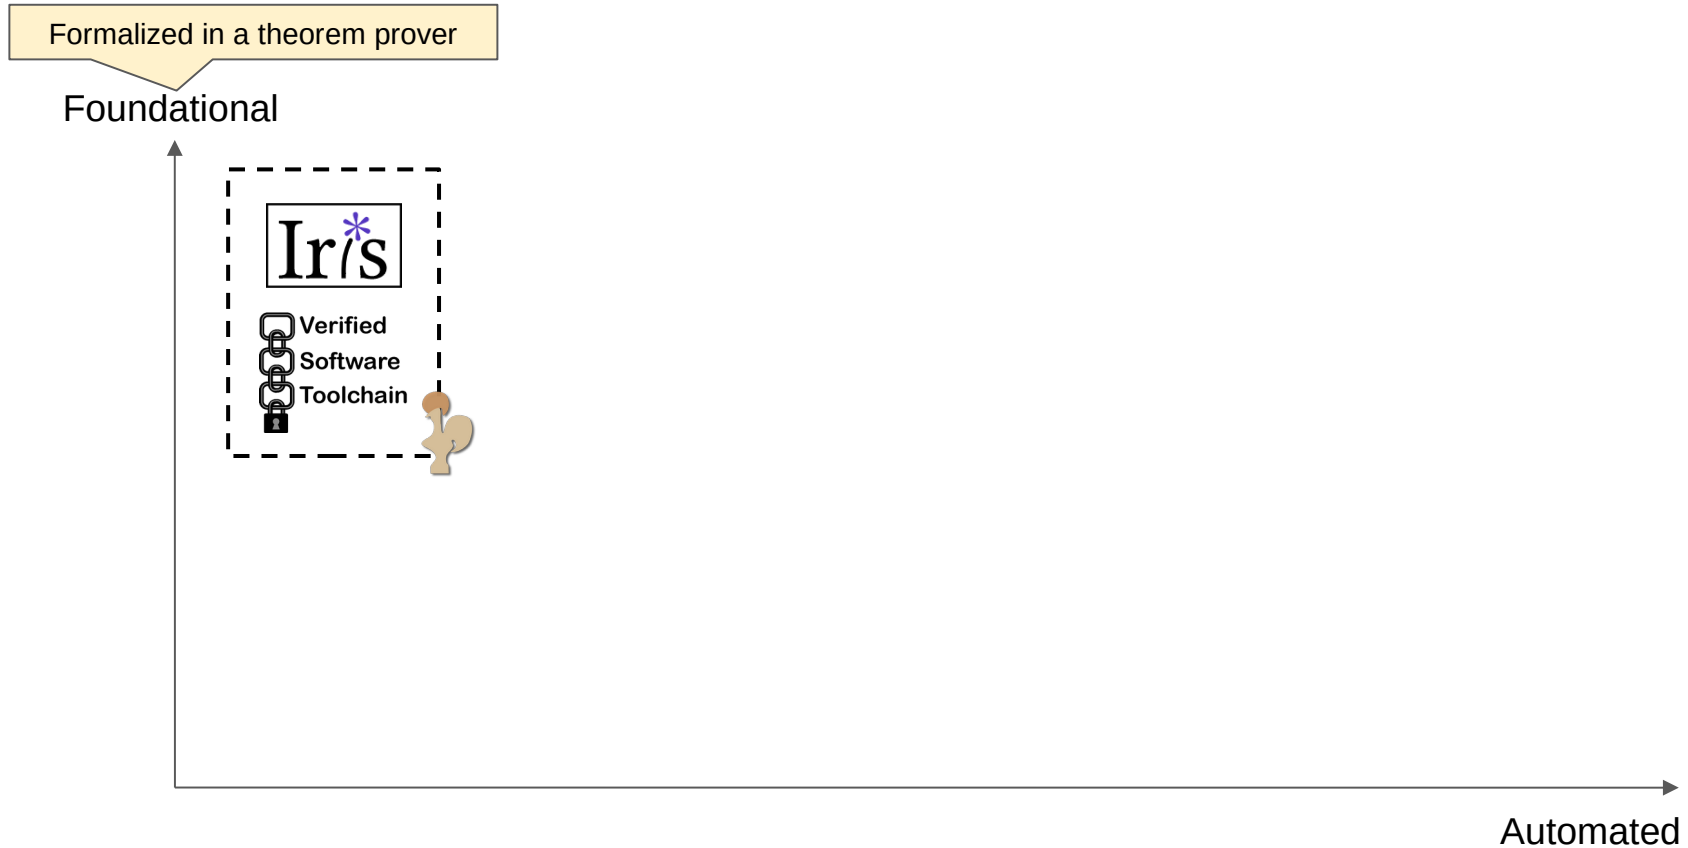 Formalized in a theorem prover
Foundational
Iris
Verified
Software
Toolchain
Automated